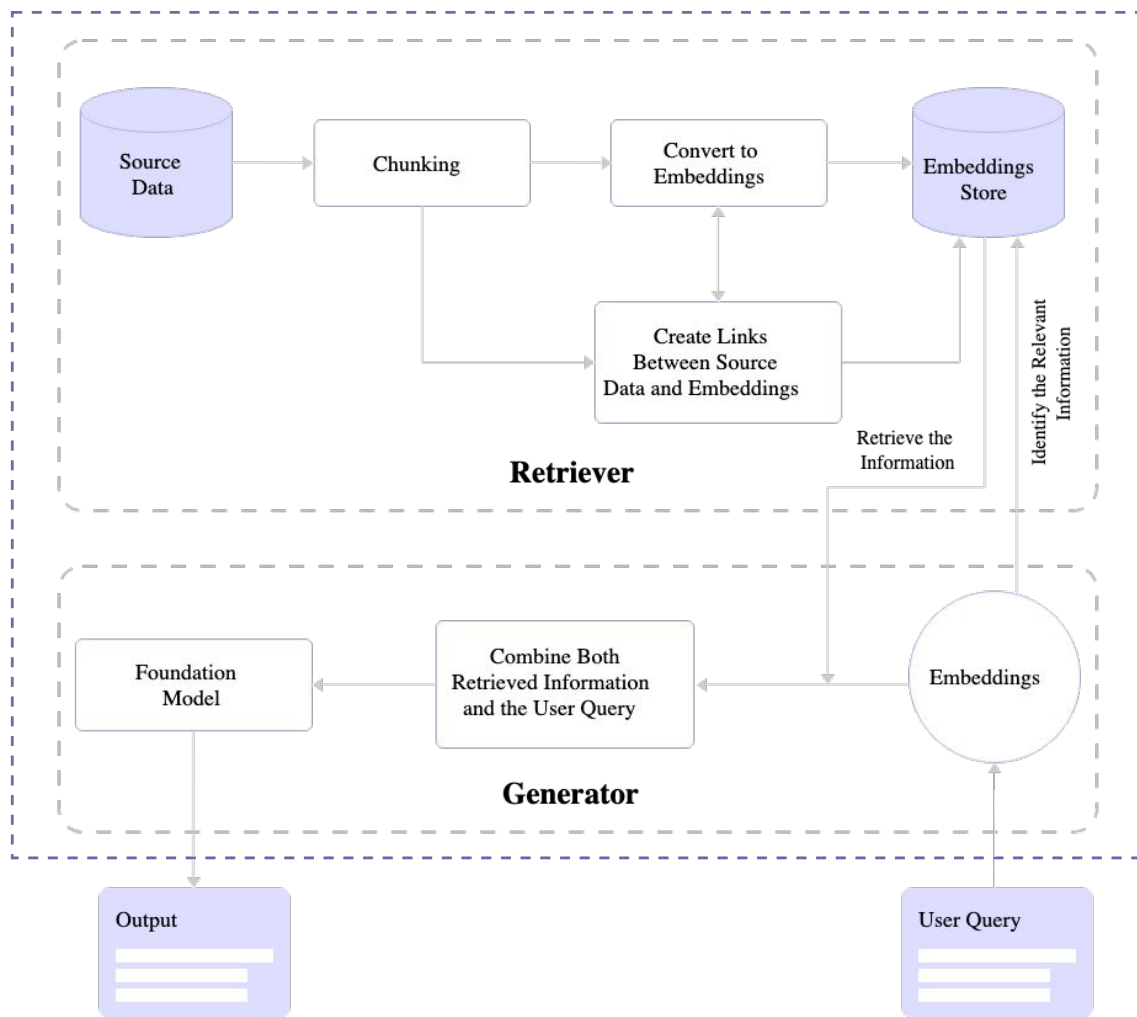 Source
Data
Chunking
Convert to
Embeddings
Embeddings
Store
Create Links
Between Source
Data and Embeddings
Retrieve the
Information
Identify the Relevant
Information
Retriever
Foundation
Model
Combine Both
Retrieved Information
and the User Query
Embeddings
Generator
Output
User Query